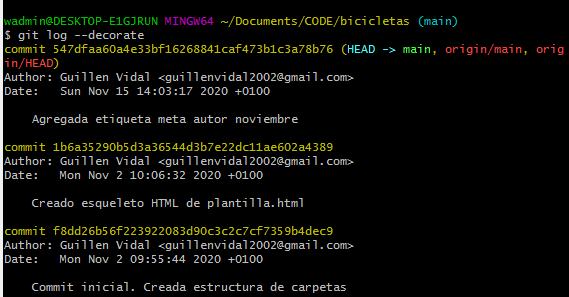 wadmin@DESKTOP-E1GJRUN MINGW64 ~/Documents/CODE/bicicletas (main)
$ git log --decorate
commit 547dfaa60a4e33bf16268841caf473b1c3a78b76 (HEAD -> main, origin/main, orig
in/HEAD)
Author: Guillen Vidal <guillenvidal2002@gmail.com>
Date:   Sun Nov 15 14:03:17 2020 +0100
    Agregada etiqueta meta autor noviembre
commit 1b6a35290b5d3a36544d3b7e22dc11ae602a4389
Author: Guillem Vidal <guillenvidal2002@gmail.com>
Date:   Mon Nov 2 10:06:32 2020 +0100
    Creado esqueleto HTML de plantilla.html
commit f8dd26b56f223922083d90c3c2c7cf7359b4dec9
Author: Guillem Vidal <guillenvidal2002@gmail.com>
Date:   Mon Nov 2 09:55:44 2020 +0100
    Commit inicial. Creada estructura de carpetas